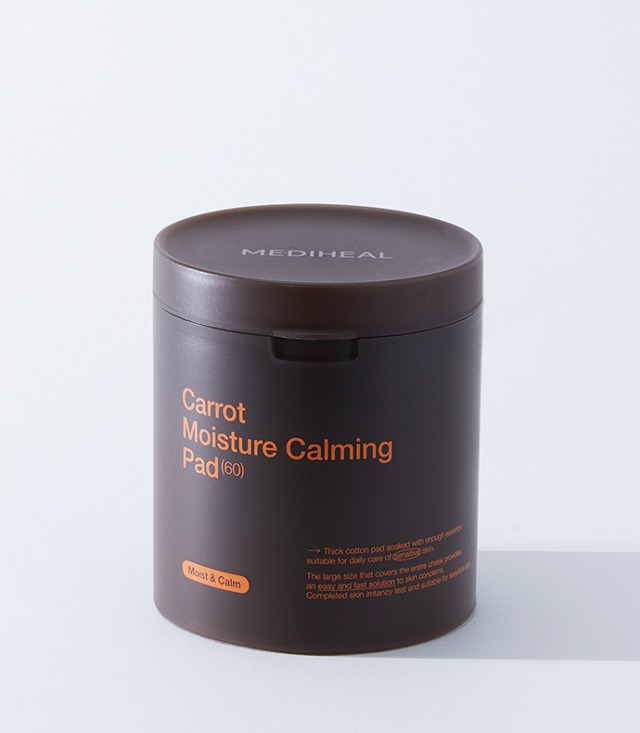 MEDIHEAL
Carrot
Moisture Calming
Pad (60)
→ Thick cotton pad soaked with enough essence
suitable for daily care of sensitive skin.
Moist & Calm
The large size that covers the entire cheek provides
an easy and fast solution to skin concerns.
Completed skin irritancy test and suitable for sensitive skin.